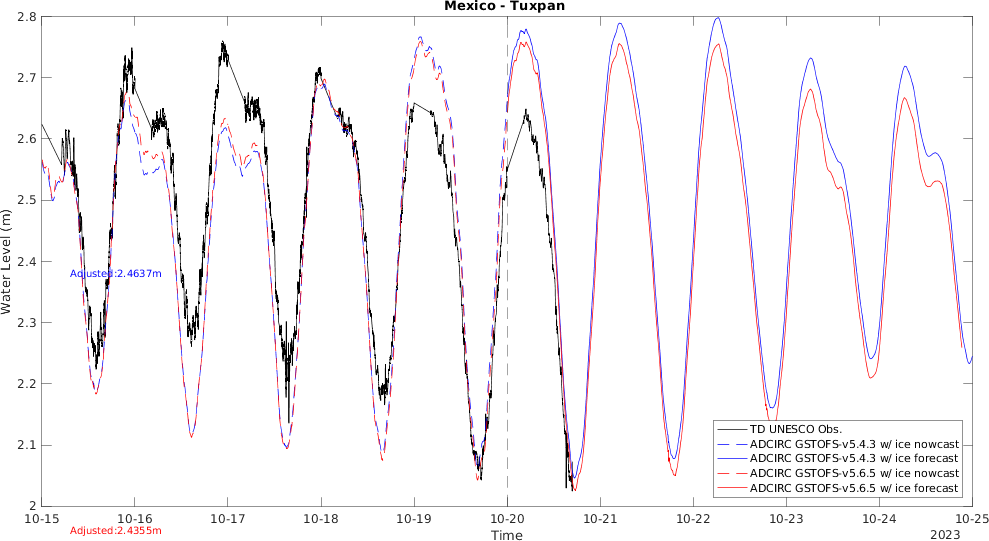 Mexico - Tuxpan
2.8
2.7
2.6
2.5
2.4
2.3
2.2
2.1
2
Water Level (m)
Adjusted:2.4637m
Adjusted:2.4355m
TD UNESCO Obs.
ADCIRC GSTOFS-v5.4.3 w/ ice nowcast
ADCIRC GSTOFS-v5.4.3 w/ ice forecast
ADCIRC GSTOFS-v5.6.5 w/ ice nowcast
ADCIRC GSTOFS-v5.6.5 w/ ice forecast
10-15 10-16 10-17 10-18 10-19 10-20 10-21 10-22 10-23 10-24 10-25
Time
2023